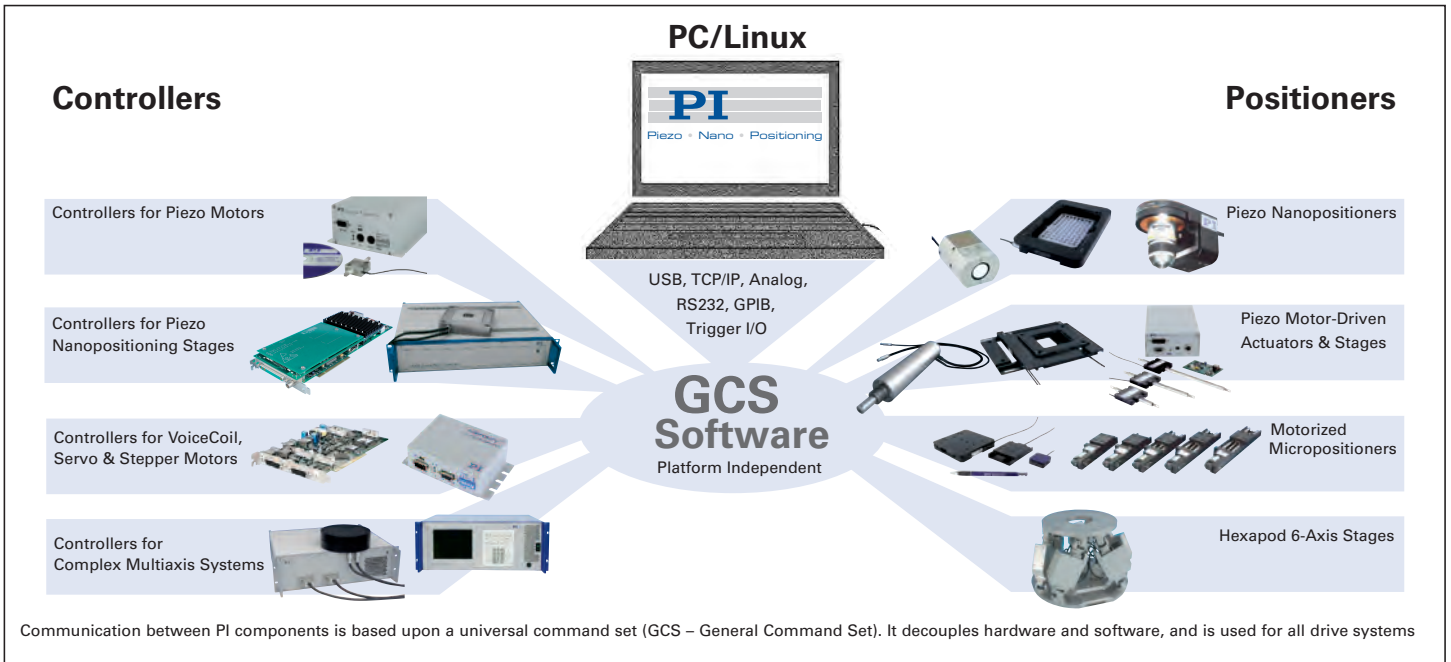 PC/Linux
Controllers
Positioners
PI
Piezo • Nano • Positioning
Controllers for Piezo Motors
Controllers for Piezo
Nanopositioning Stages
Controllers for VoiceCoil,
Servo & Stepper Motors
Controllers for
Complex Multiaxis Systems
USB, TCP/IP, Analog,
RS232, GPIB,
Trigger I/O
GCS
Software
Platform Independent
Piezo Nanopositioners
Piezo Motor-Driven
Actuators & Stages
Motorized
Micropositioners
Hexapod 6-Axis Stages
Communication between PI components is based upon a universal command set (GCS – General Command Set). It decouples hardware and software, and is used for all drive systems